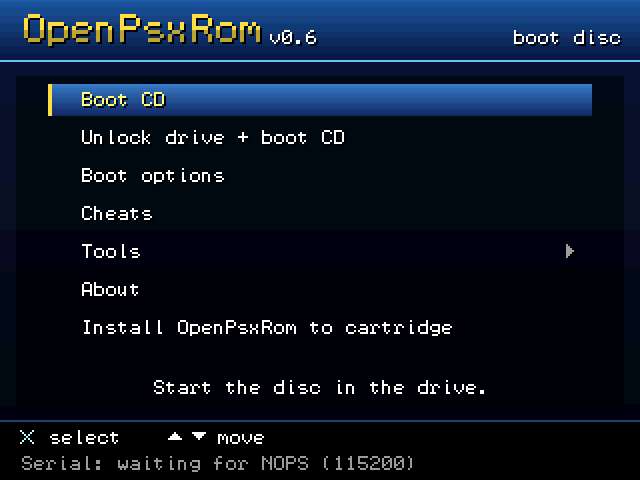 OpenPsxRom v0.6
boot disc
Boot CD
Unlock drive + boot CD
Boot options
Cheats
Tools
About
Install OpenPsxRom to cartridge
Start the disc in the drive.
X select ▲ ▼ move
Serial: waiting for NOPS (115200)